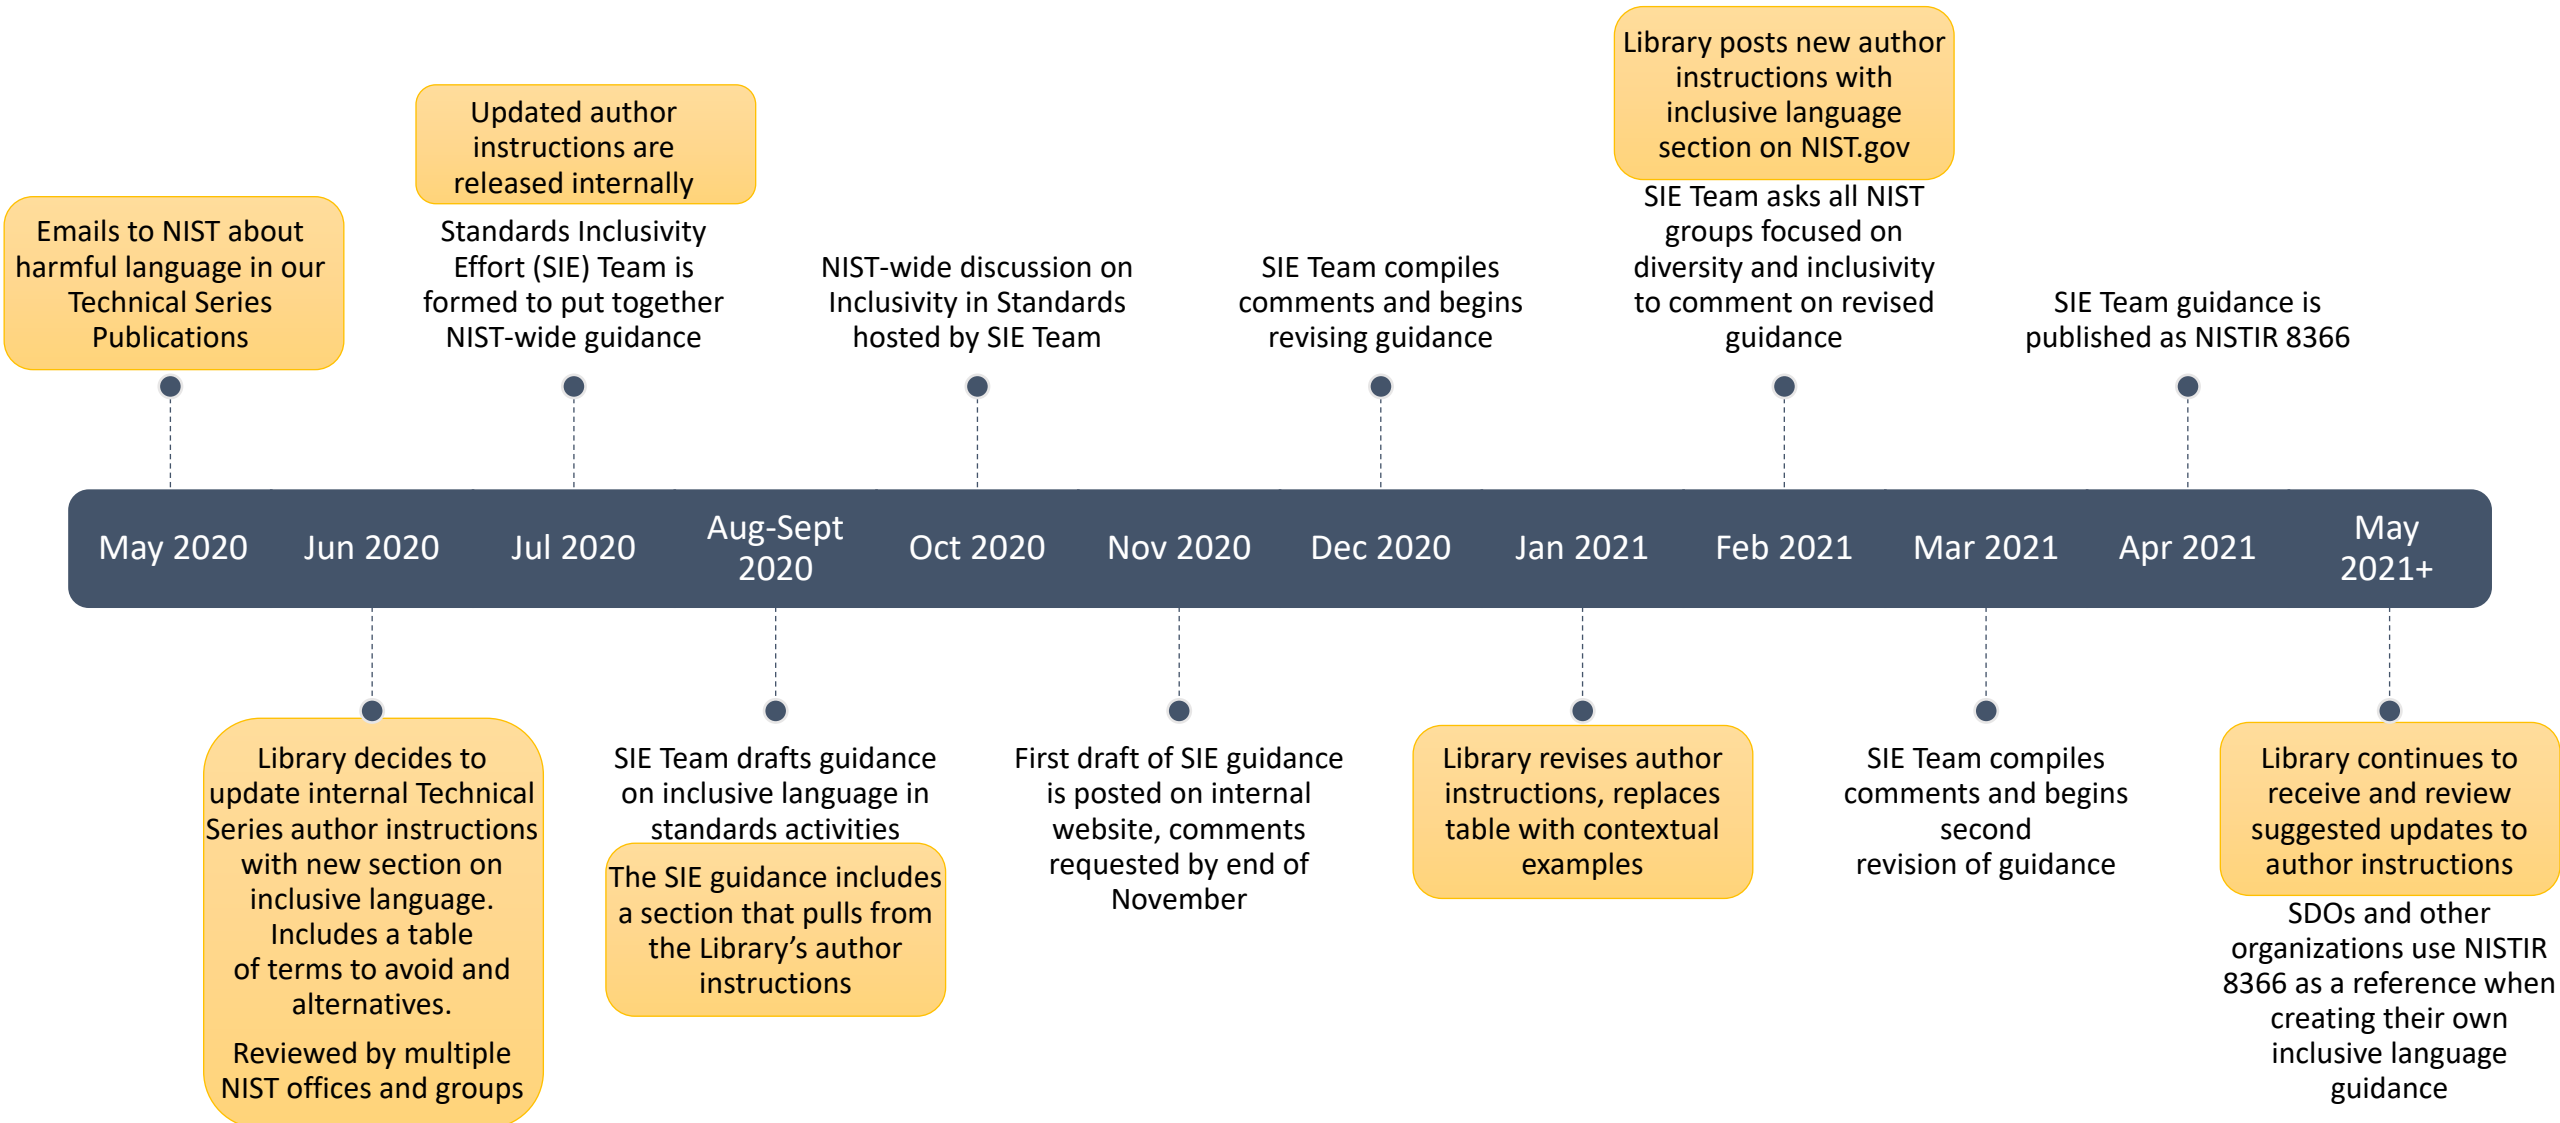 Library posts new author
instructions with
inclusive language
section on NIST.gov
SIE Team asks all NIST
groups focused on
diversity and inclusivity
to comment on revised
guidance
Updated author
instructions are
released internally
Standards Inclusivity
Effort (SIE) Team is
formed to put together
NIST-wide guidance
Emails to NIST about
harmful language in our
Technical Series
Publications
NIST-wide discussion on
Inclusivity in Standards
hosted by SIE Team
SIE Team compiles
comments and begins
revising guidance
SIE Team guidance is
published as NISTIR 8366
May 2020
Jun 2020
Jul 2020
Aug-Sept
2020
Oct 2020
Nov 2020
Dec 2020
Jan 2021
Feb 2021
Mar 2021
Apr 2021
May
2021+
Library decides to
update internal Technical
Series author instructions
with new section on
inclusive language.
Includes a table
of terms to avoid and
alternatives.
Reviewed by multiple
NIST offices and groups
SIE Team drafts guidance
on inclusive language in
standards activities
The SIE guidance includes
a section that pulls from
the Library’s author
instructions
First draft of SIE guidance
is posted on internal
website, comments
requested by end of
November
Library revises author
instructions, replaces
table with contextual
examples
SIE Team compiles
comments and begins
second
revision of guidance
Library continues to
receive and review
suggested updates to
author instructions
SDOs and other
organizations use NISTIR
8366 as a reference when
creating their own
inclusive language
guidance